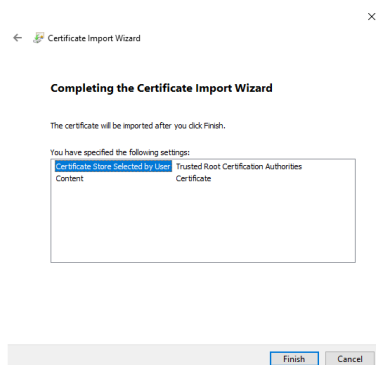 Certificate Import Wizard
Completing the Certificate Import Wizard
The certificate will be imported after you click Finish.
You have specified the following settings:
Certificate Store Selected by User Trusted Root Certification Authorities
Content Certificate
Finish Cancel